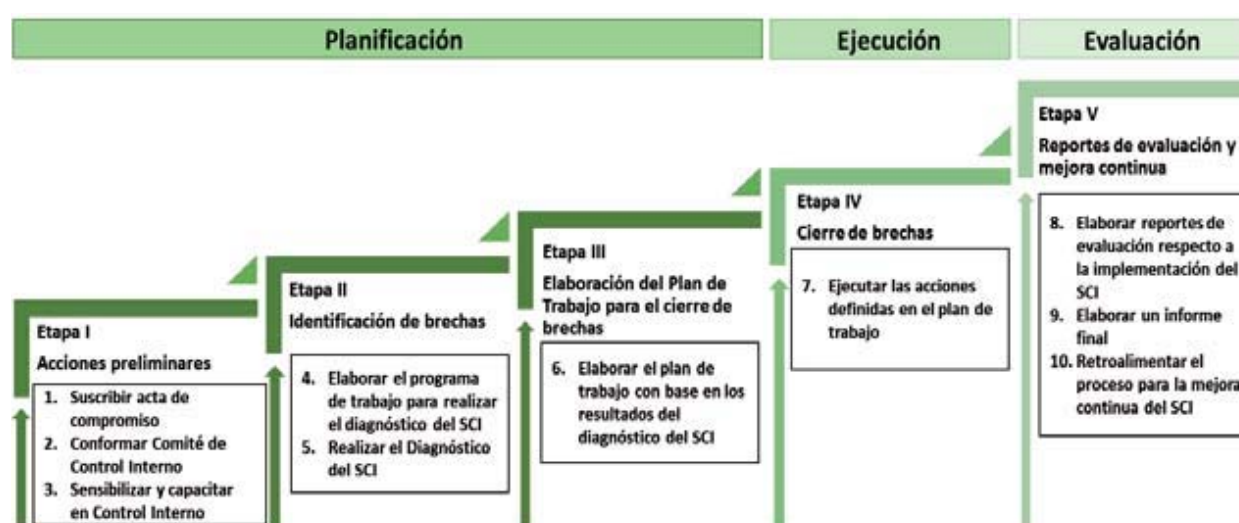 Planificación
Ejecución
Evaluación
Etapa I
Acciones preliminares
1. Suscribir acta de
compromiso
2. Conformar Comité de
Control Interno
3. Sensibilizar y capacitar
en Control Interno
Etapa II
Identificación de brechas
4. Elaborar el programa
de trabajo para realizar
el diagnóstico del SCI
5. Realizar el Diagnóstico
del SCI
Etapa III
Elaboración del Plan de
Trabajo para el cierre de
brechas
6. Elaborar el plan de
trabajo con base en los
resultados del
diagnóstico del SCI
Etapa IV
Cierre de brechas
7. Ejecutar las acciones
definidas en el plan de
trabajo
Etapa V
Reportes de evaluación y
mejora continua
8. Elaborar reportes de
evaluación respecto a
la implementación del
SCI
9. Elaborar un informe
final
10. Retroalimentar el
proceso para la mejora
continua del SCI